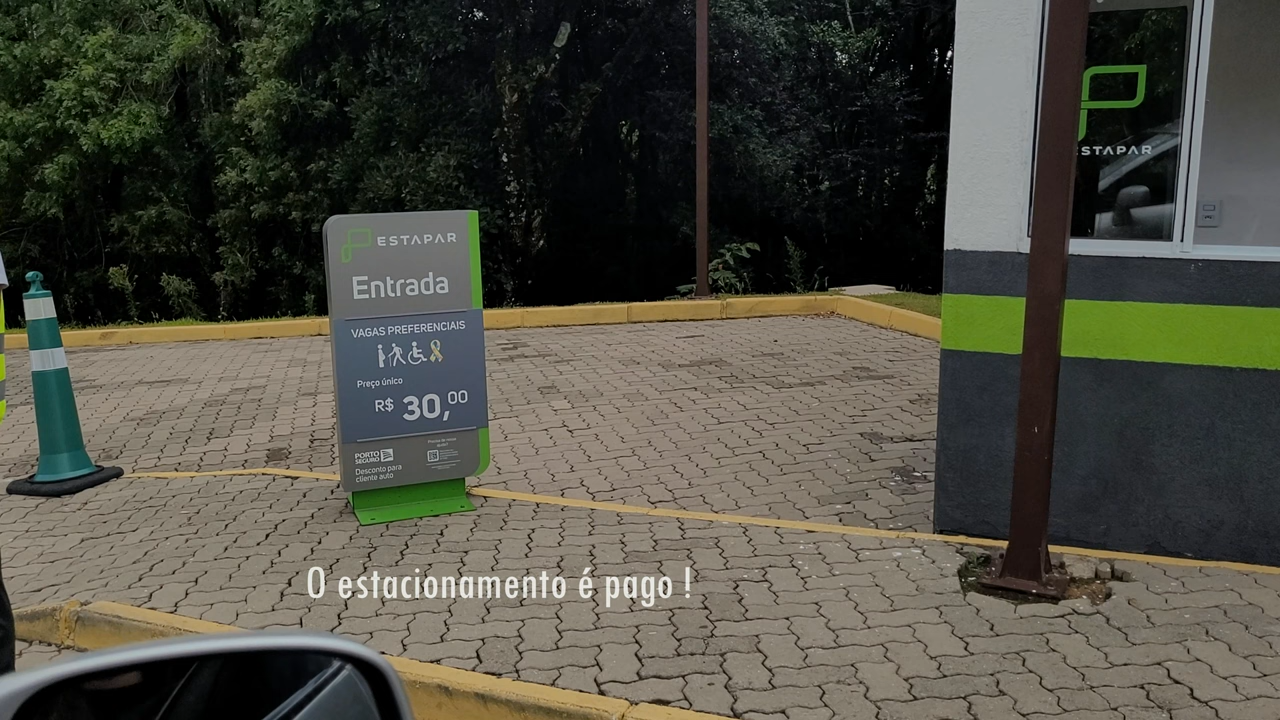 ESTAPAR
Entrada
VAGAS PREFERENCIAIS
Preço único
R$ 30,00
PORTO
SEGURO
Desconto para
cliente auto
ESTAPAR
O estacionamento é pago !